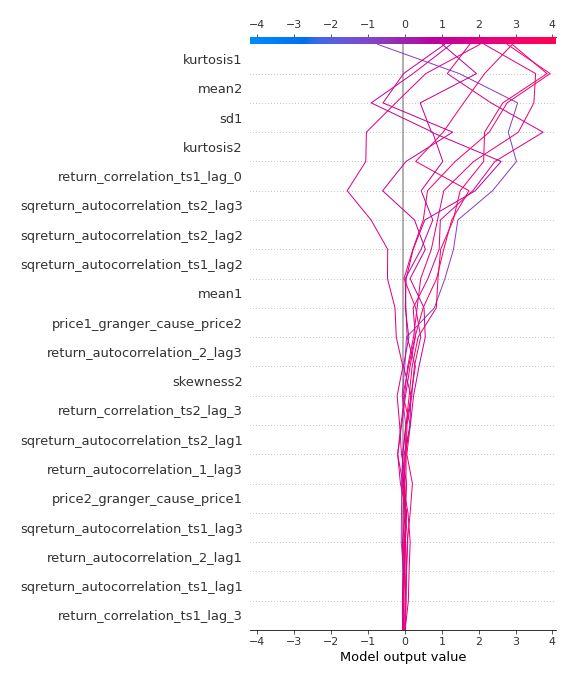 −4 −3 −2 −1 0 1 2 3 4
kurtosis1
mean2
sd1
kurtosis2
return_correlation_ts1_lag_0
sqreturn_autocorrelation_ts2_lag3
sqreturn_autocorrelation_ts2_lag2
sqreturn_autocorrelation_ts1_lag2
mean1
price1_granger_cause_price2
return_autocorrelation_2_lag3
skewness2
return_correlation_ts2_lag_3
sqreturn_autocorrelation_ts2_lag1
return_autocorrelation_1_lag3
price2_granger_cause_price1
sqreturn_autocorrelation_ts1_lag3
return_autocorrelation_2_lag1
sqreturn_autocorrelation_ts1_lag1
return_correlation_ts1_lag_3
−4 −3 −2 −1 0 1 2 3 4
Model output value